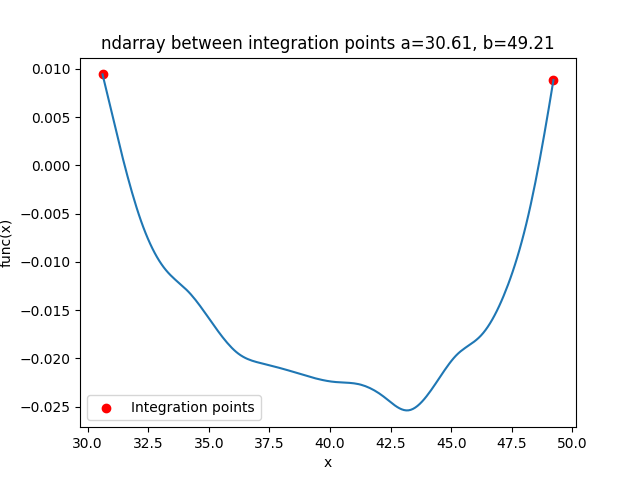 ndarray between integration points a=30.61, b=49.21
0.010
0.005
0.000
−0.005
−0.010
−0.015
−0.020
−0.025
func(x)
Integration points
30.0 32.5 35.0 37.5 40.0 42.5 45.0 47.5 50.0
x